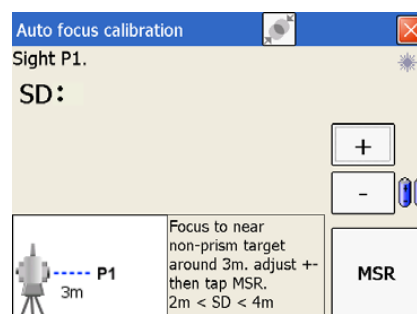 Auto focus calibration
Sight P1.
SD:
+
-
P1
3m
Focus to near
non-prism target
around 3m. adjust +-
then tap MSR.
2m < SD < 4m
MSR